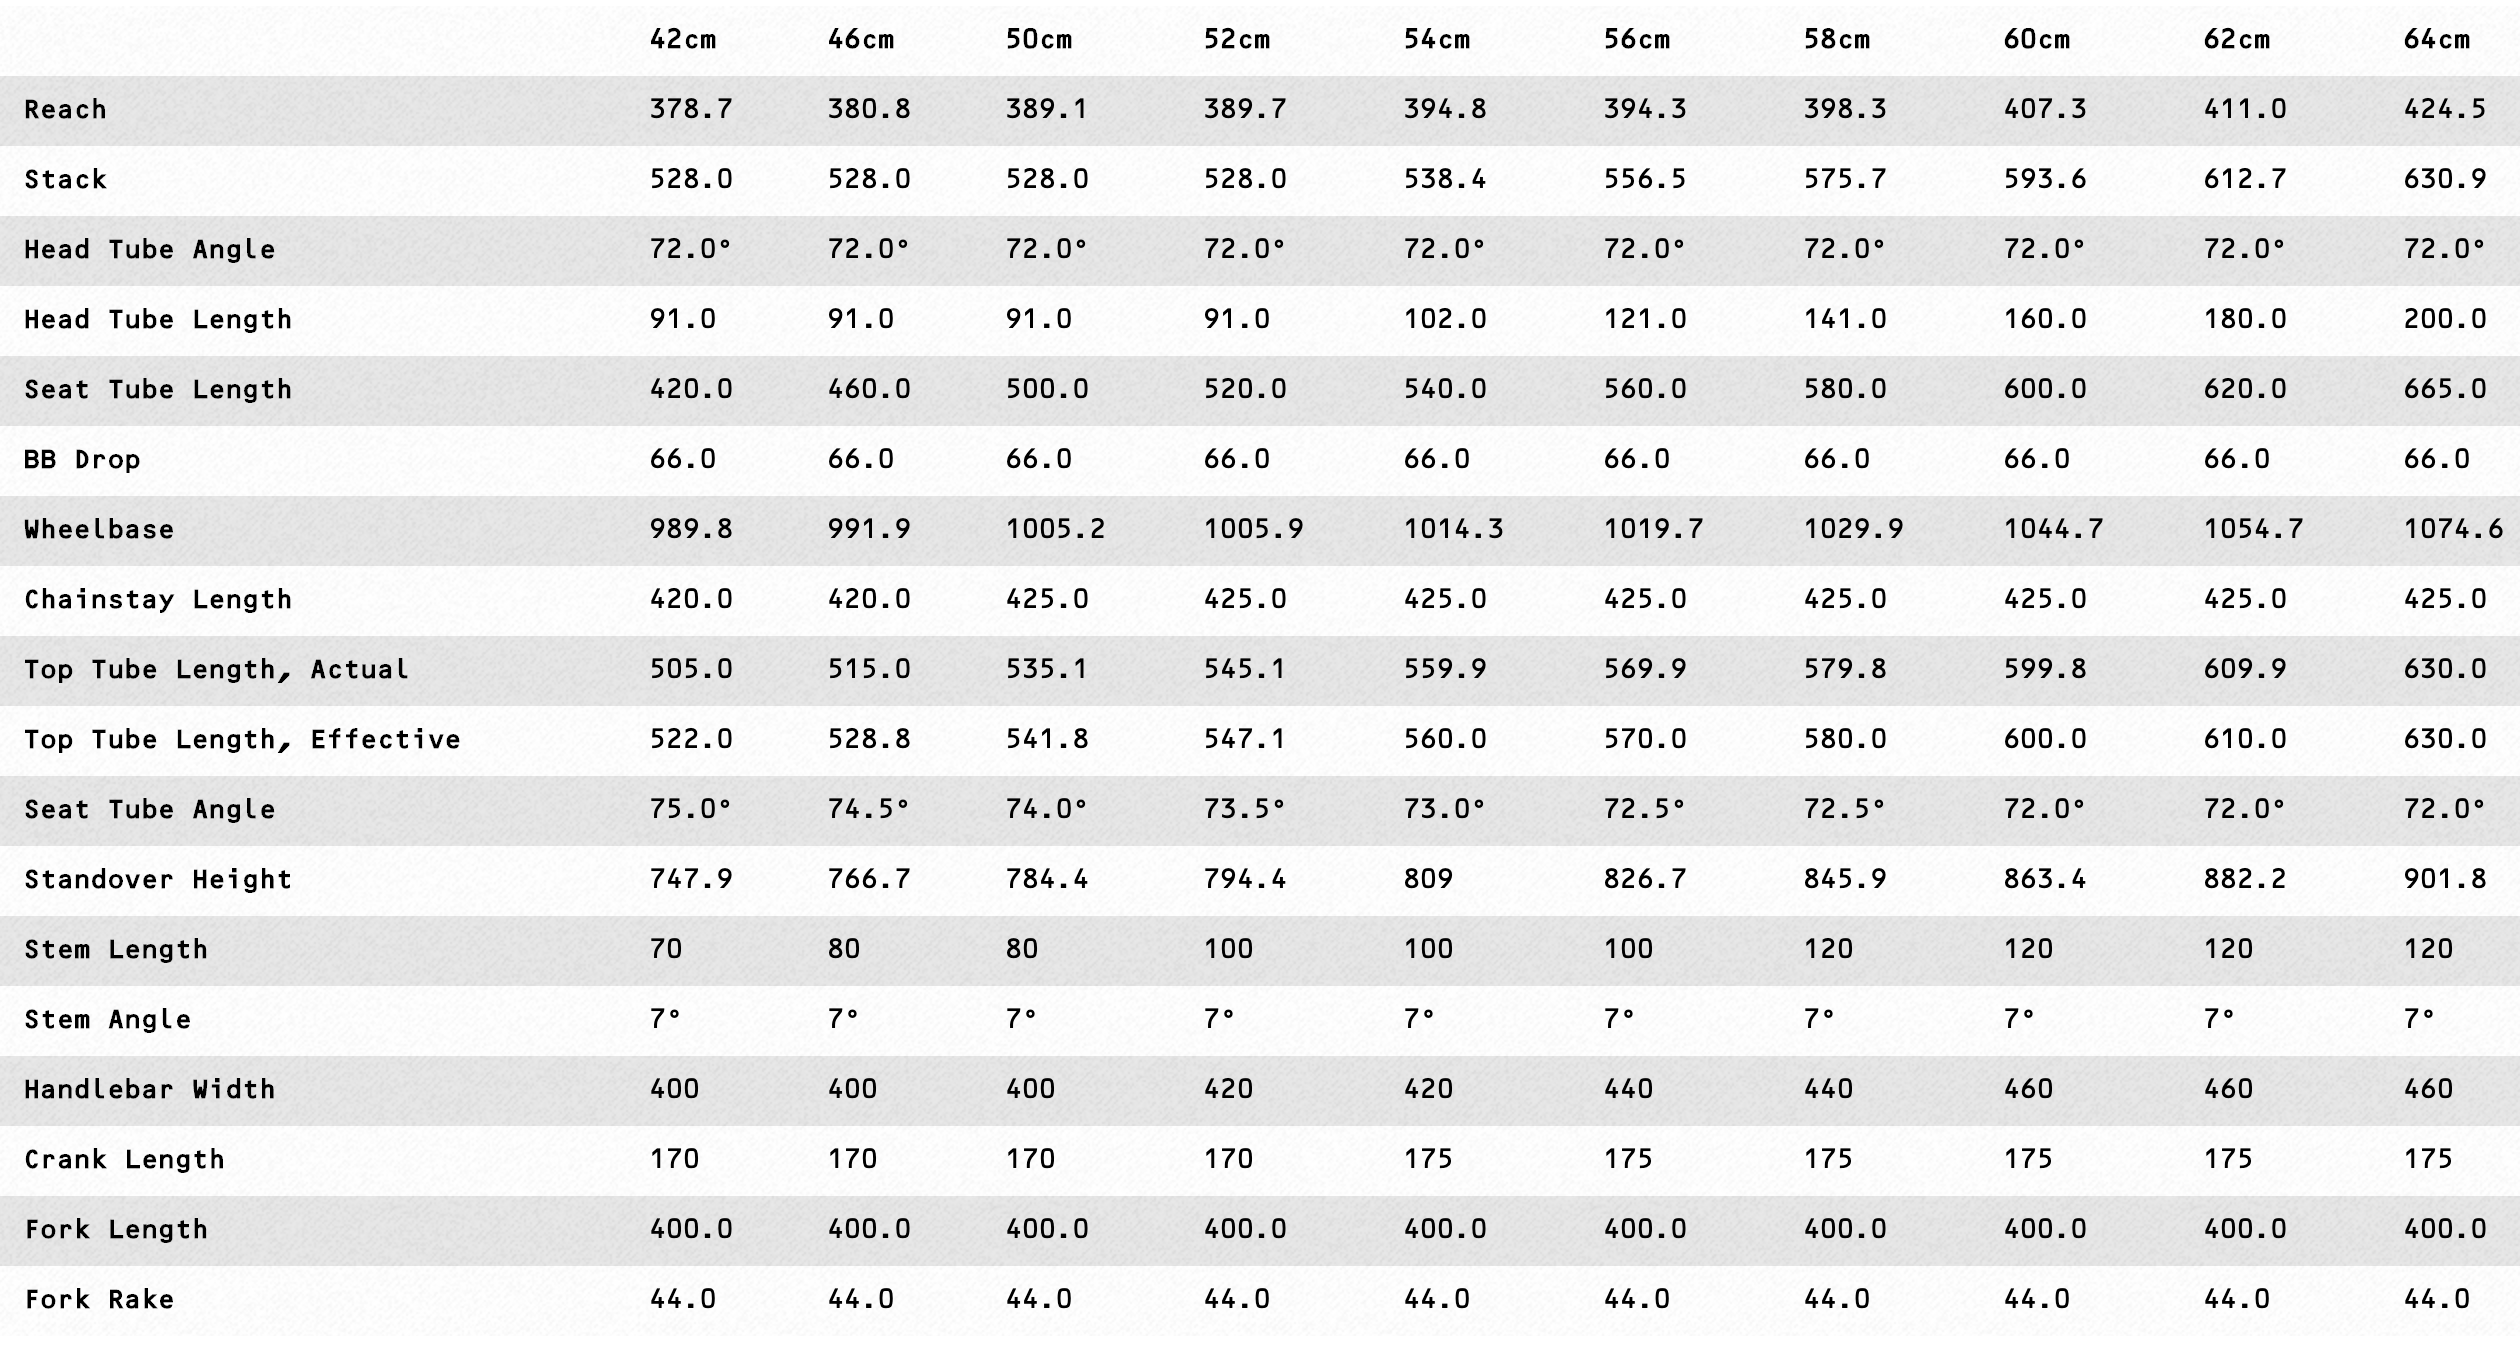 42cm 46cm 50cm 52cm 54cm 56cm 58cm 60cm 62cm 64cm
Reach 378.7 380.8 389.1 389.7 394.8 394.3 398.3 407.3 411.0 424.5
Stack 528.0 528.0 528.0 528.0 538.4 556.5 575.7 593.6 612.7 630.9
Head Tube Angle 72.0° 72.0° 72.0° 72.0° 72.0° 72.0° 72.0° 72.0° 72.0° 72.0°
Head Tube Length 91.0 91.0 91.0 91.0 102.0 121.0 141.0 160.0 180.0 200.0
Seat Tube Length 420.0 460.0 500.0 520.0 540.0 560.0 580.0 600.0 620.0 665.0
BB Drop 66.0 66.0 66.0 66.0 66.0 66.0 66.0 66.0 66.0 66.0
Wheelbase 989.8 991.9 1005.2 1005.9 1014.3 1019.7 1029.9 1044.7 1054.7 1074.6
Chainstay Length 420.0 420.0 425.0 425.0 425.0 425.0 425.0 425.0 425.0 425.0
Top Tube Length, Actual 505.0 515.0 535.1 545.1 559.9 569.9 579.8 599.8 609.9 630.0
Top Tube Length, Effective 522.0 528.8 541.8 547.1 560.0 570.0 580.0 600.0 610.0 630.0
Seat Tube Angle 75.0° 74.5° 74.0° 73.5° 73.0° 72.5° 72.5° 72.0° 72.0° 72.0°
Standover Height 747.9 766.7 784.4 794.4 809 826.7 845.9 863.4 882.2 901.8
Stem Length 70 80 80 100 100 100 120 120 120 120
Stem Angle 7° 7° 7° 7° 7° 7° 7° 7° 7° 7°
Handlebar Width 400 400 400 420 420 440 440 460 460 460
Crank Length 170 170 170 170 175 175 175 175 175 175
Fork Length 400.0 400.0 400.0 400.0 400.0 400.0 400.0 400.0 400.0 400.0
Fork Rake 44.0 44.0 44.0 44.0 44.0 44.0 44.0 44.0 44.0 44.0